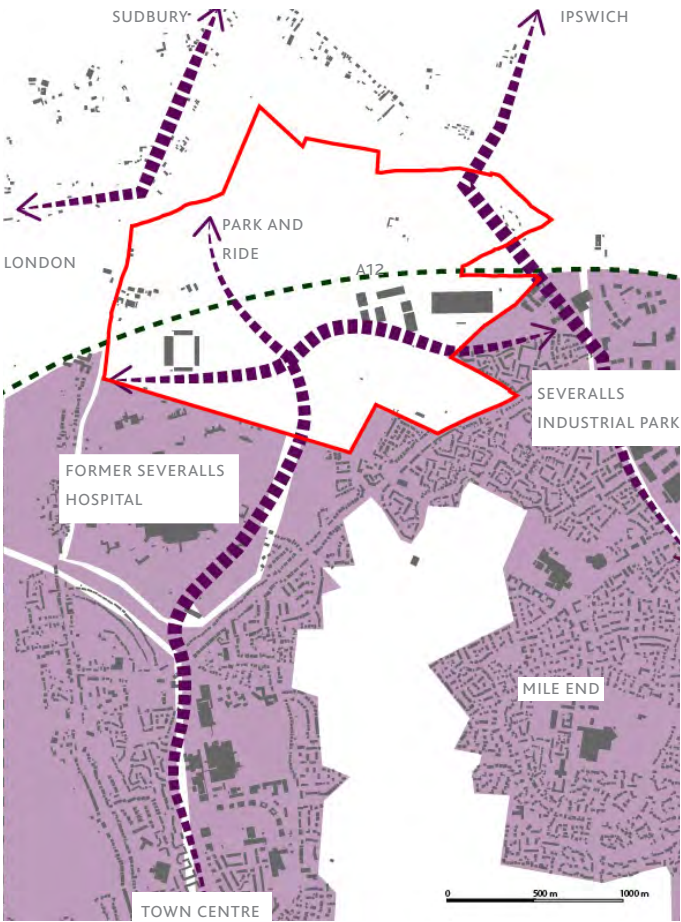 SUDBURY
IPSWICH
PARK AND
RIDE
LONDON
A12
SEVERALLS
INDUSTRIAL PARK
FORMER SEVERALLS
HOSPITAL
MILE END
0 500 m 1000 m
TOWN CENTRE